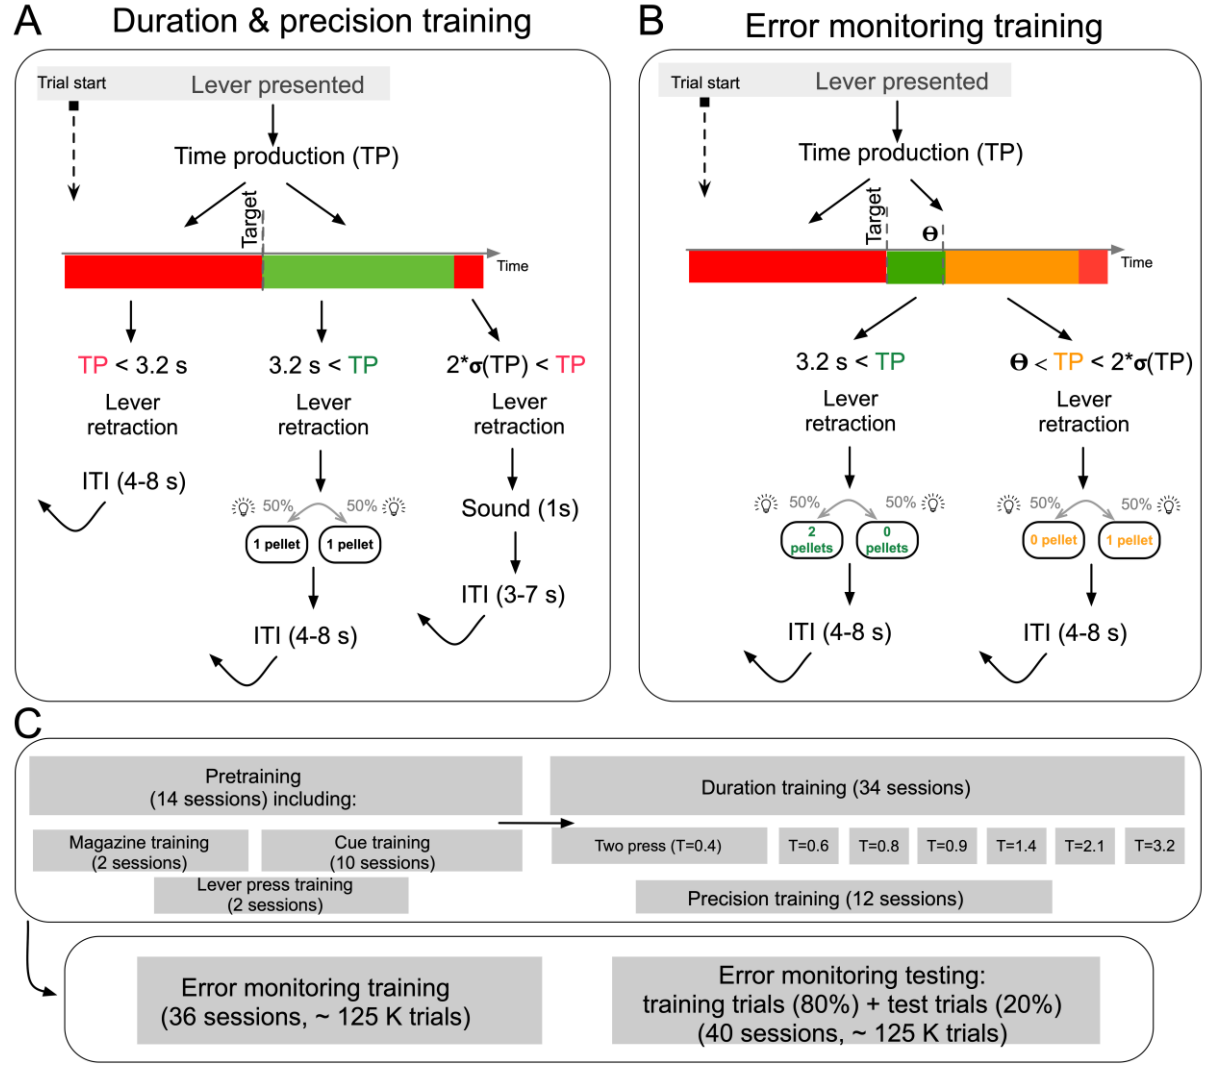 A
Duration & precision training
Trial start
Lever presented
Time production (TP)
Target
Time
TP < 3.2 s
Lever
retraction
ITI (4-8 s)
3.2 s < TP
Lever
retraction
50%
50%
1 pellet
1 pellet
ITI (4-8 s)
2*σ(TP) < TP
Lever
retraction
Sound (1s)
ITI (3-7 s)
B
Error monitoring training
Trial start
Lever presented
Time production (TP)
Target
Θ
Time
3.2 s < TP
Lever
retraction
50%
50%
2
pellets
0
pellets
ITI (4-8 s)
Θ < TP < 2*σ(TP)
Lever
retraction
50%
50%
0 pellet
1 pellet
ITI (4-8 s)
C
Pretraining
(14 sessions) including:
Magazine training
(2 sessions)
Cue training
(10 sessions)
Lever press training
(2 sessions)
Duration training (34 sessions)
Two press (T=0.4)
T=0.6
T=0.8
T=0.9
T=1.4
T=2.1
T=3.2
Precision training (12 sessions)
Error monitoring training
(36 sessions, ~ 125 K trials)
Error monitoring testing:
training trials (80%) + test trials (20%)
(40 sessions, ~ 125 K trials)